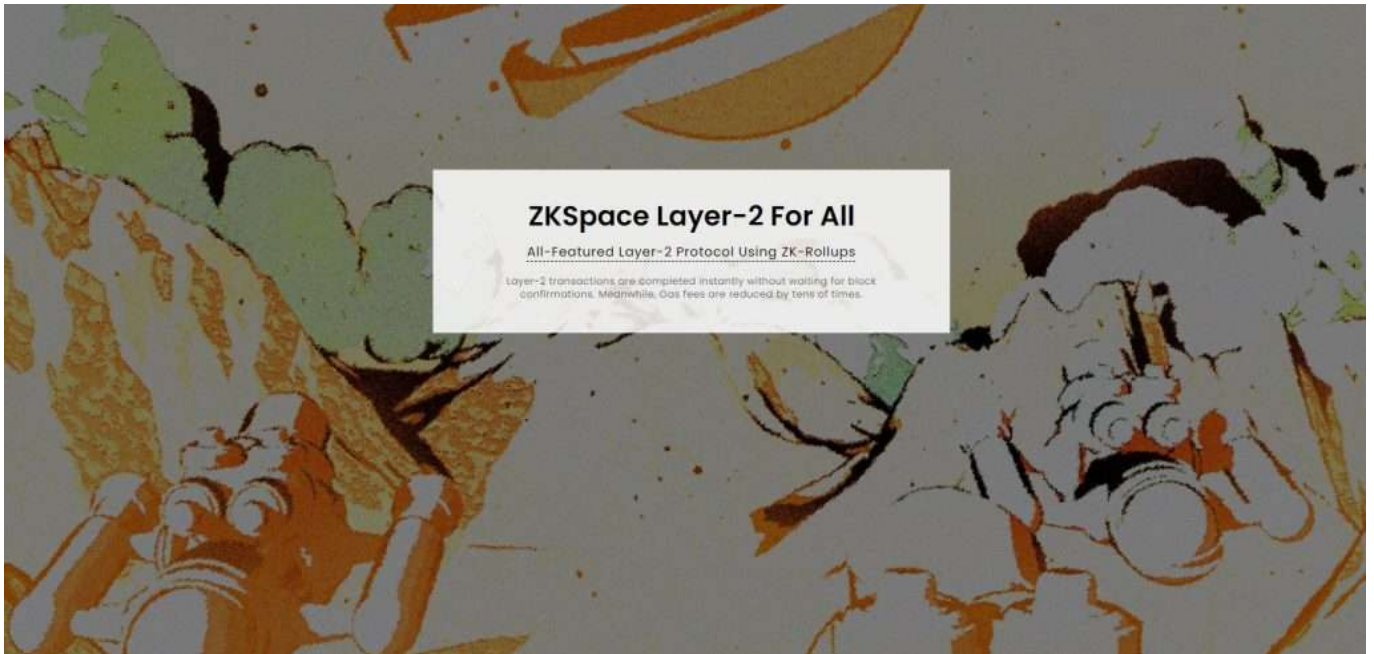 ZKSpace Layer-2 For All
All-Featured Layer-2 Protocol Using ZK-Rollups
Layer-2 transactions are completed instantly without waiting for block
confirmations. Meanwhile, Gas fees are reduced by tens of times.